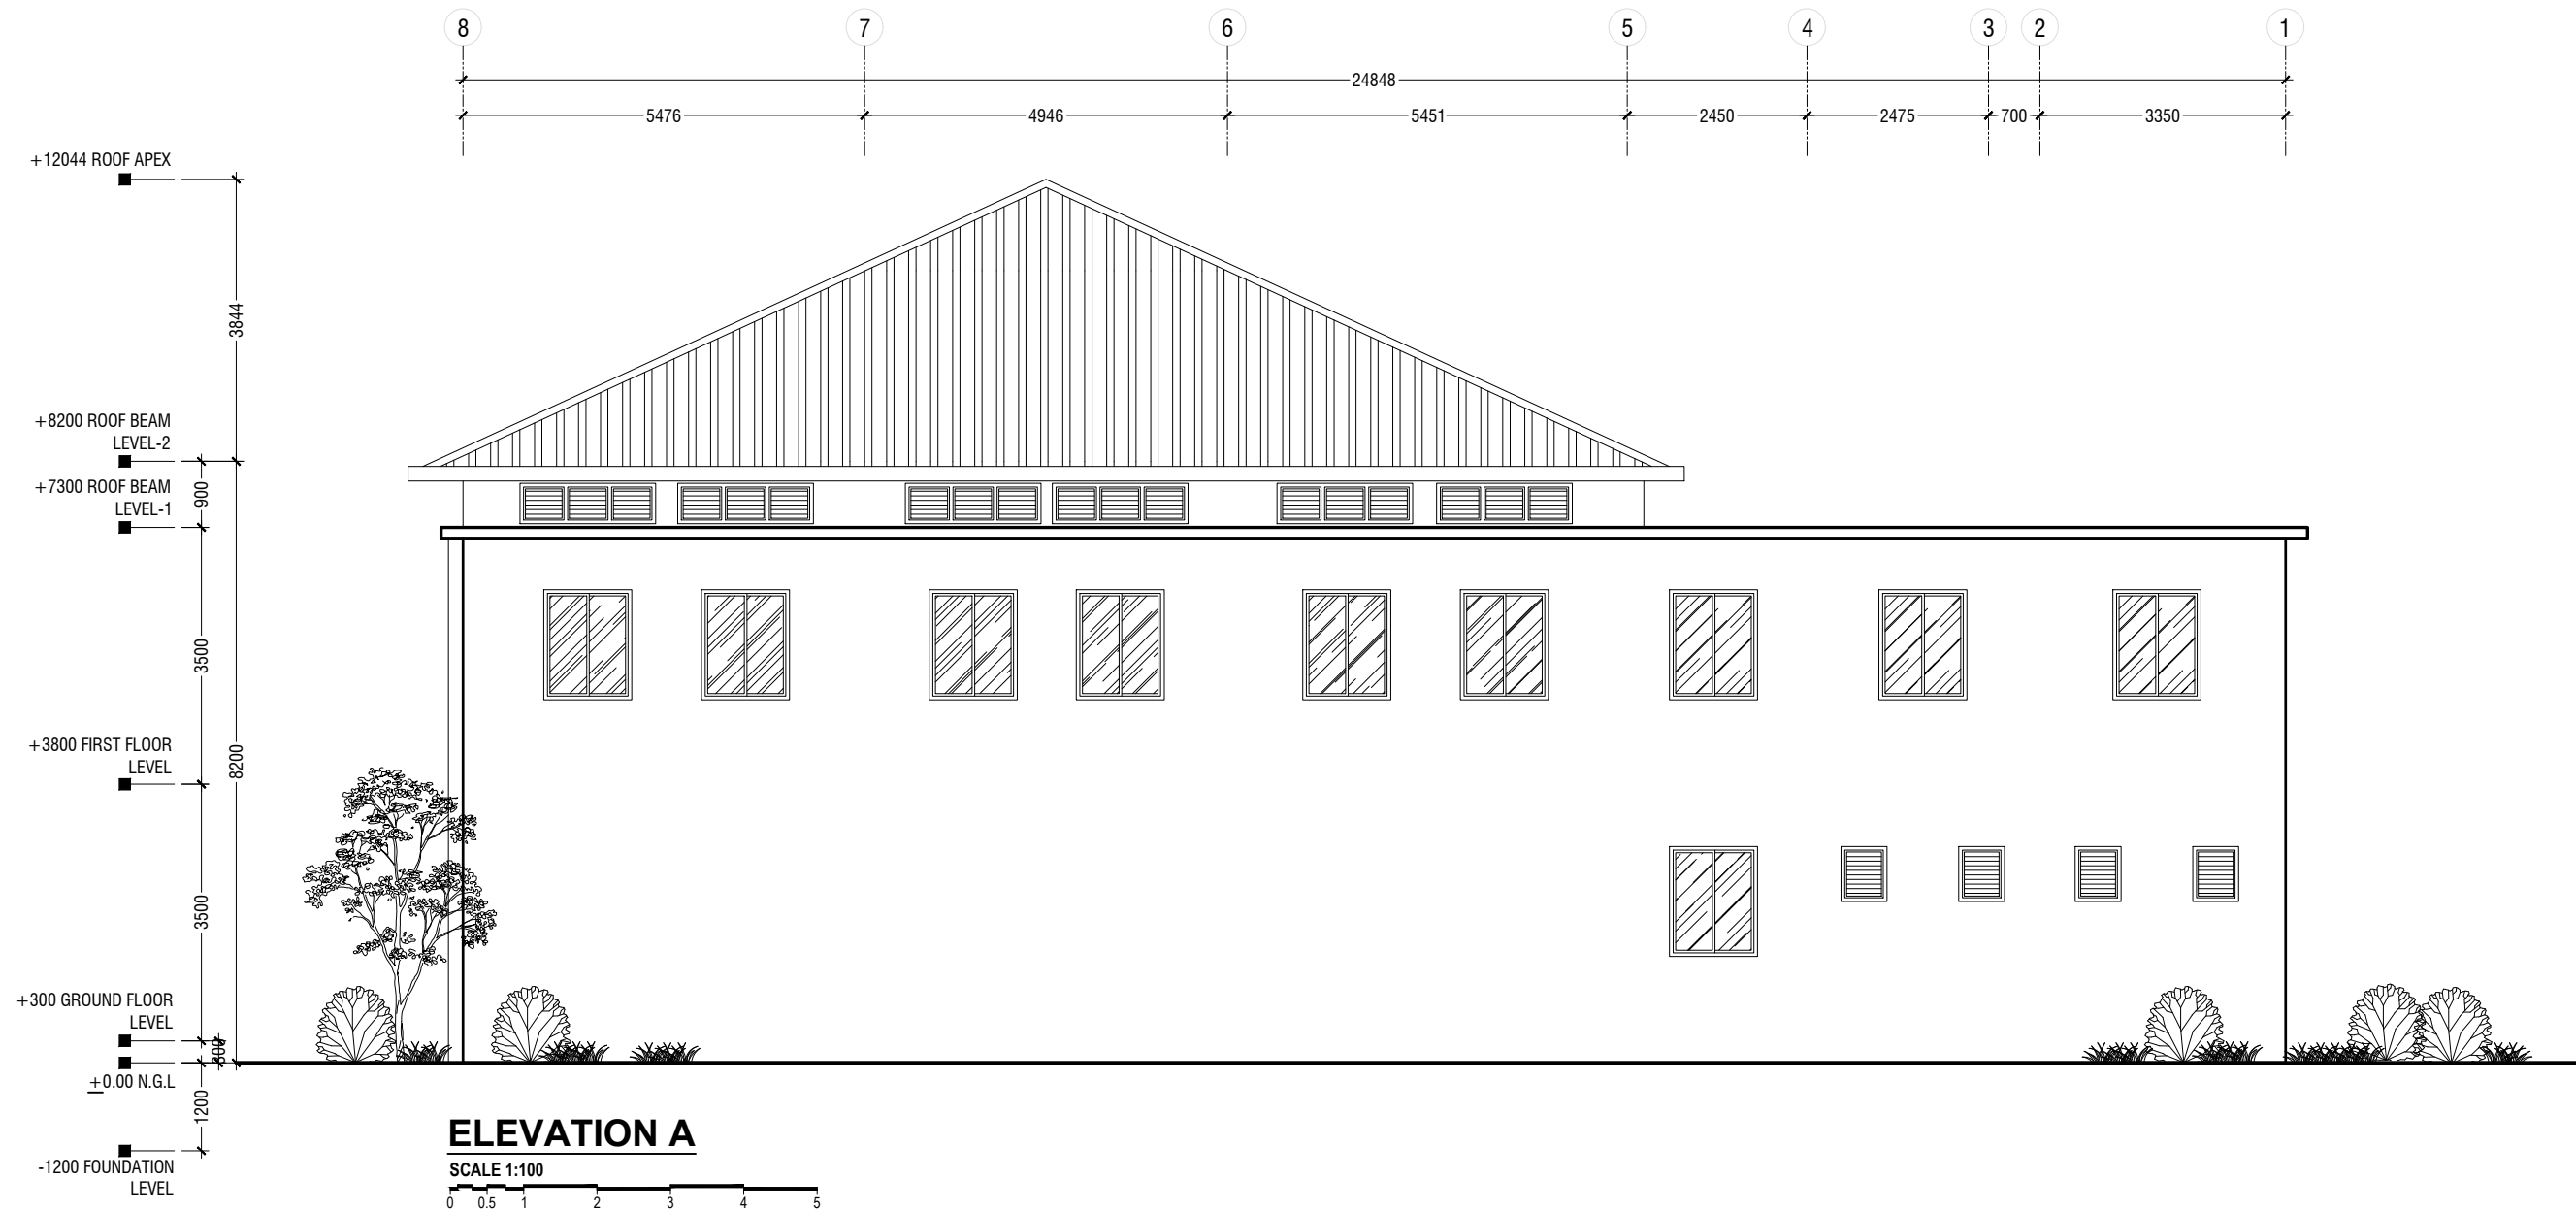 8 7 6 5 4 3 2 1
24848
5476 4946 5451 2450 2475 700 3350
+12044 ROOF APEX
3844
+8200 ROOF BEAM
LEVEL-2
+7300 ROOF BEAM
LEVEL-1
900
3500
+3800 FIRST FLOOR
LEVEL
8200
3500
+300 GROUND FLOOR
LEVEL
300
+0.00 N.G.L
1200
-1200 FOUNDATION
LEVEL
ELEVATION A
SCALE 1:100
0 0.5 1 2 3 4 5